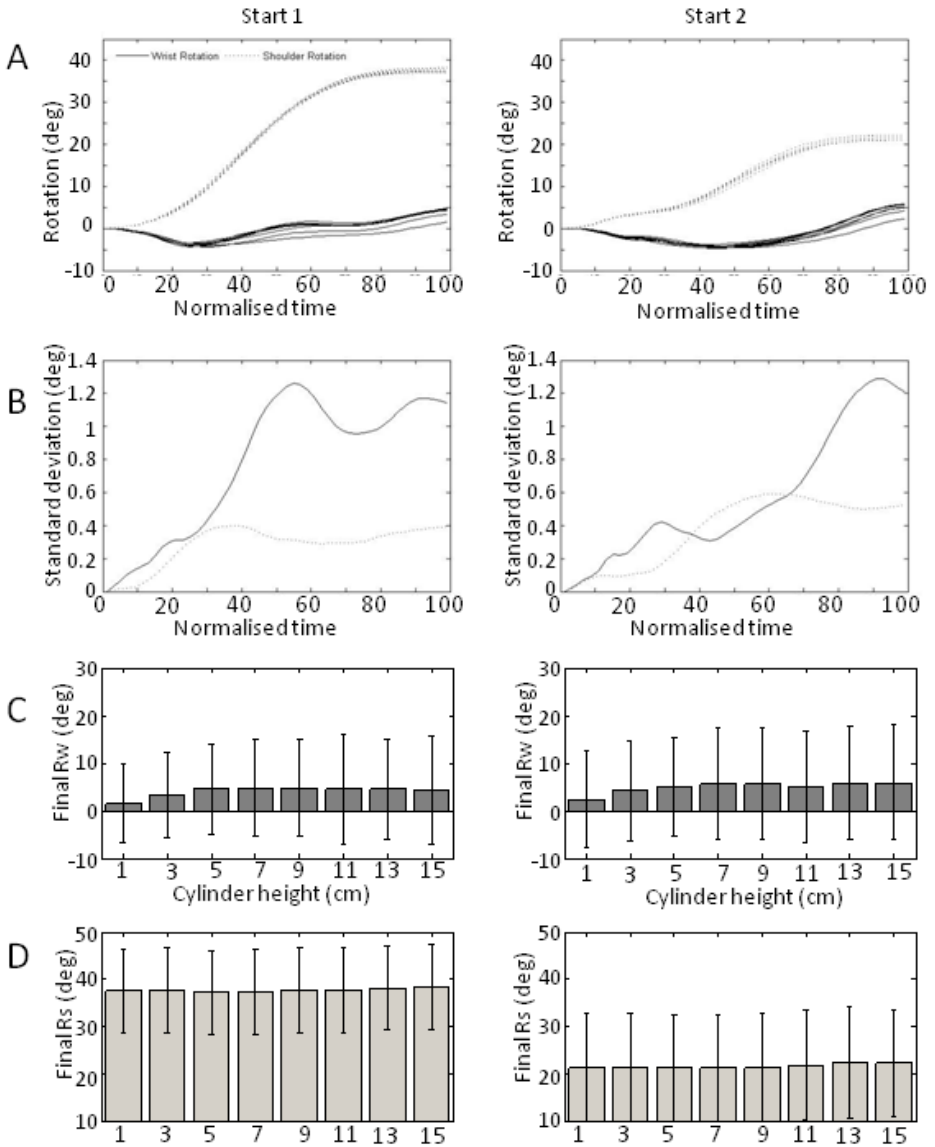 Start 1
Start 2
A
Wrist Rotation
Shoulder Rotation
Rotation (deg)
40
30
20
10
0
-10
0 20 40 60 80 100
Normalised time
Rotation (deg)
40
30
20
10
0
-10
0 20 40 60 80 100
Normalised time
B
Standard deviation (deg)
1.4
1.2
1
0.8
0.6
0.4
0.2
0
0 20 40 60 80 100
Normalised time
Standard deviation (deg)
1.4
1.2
1
0.8
0.6
0.4
0.2
0
0 20 40 60 80 100
Normalised time
C
Final Rw (deg)
30
20
10
0
-10
1 3 5 7 9 11 13 15
Cylinder height (cm)
Final Rw (deg)
30
20
10
0
-10
1 3 5 7 9 11 13 15
Cylinder height (cm)
D
Final Rs (deg)
50
40
30
20
10
1 3 5 7 9 11 13 15
Final Rs (deg)
50
40
30
20
10
1 3 5 7 9 11 13 15